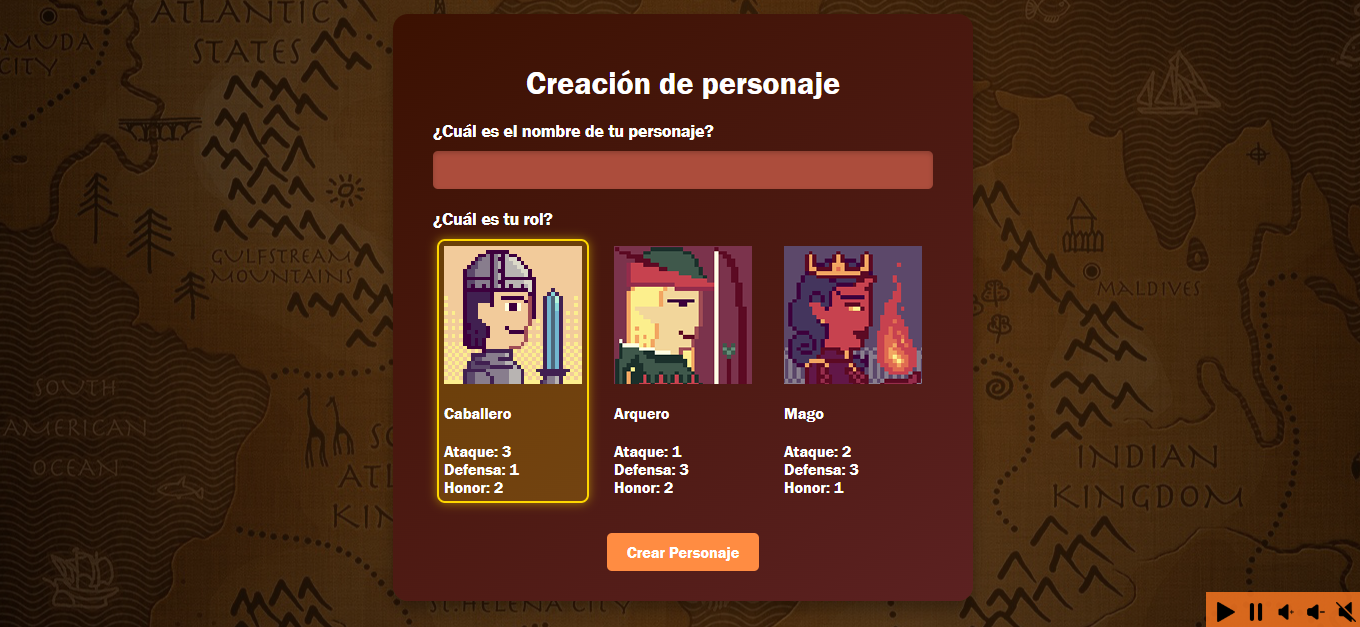 ATLANTIC
STATES
CITY
GULFSTREAM
MOUNTAINS
SOUTH
AMERICAN
OCEAN
Creación de personaje
¿Cuál es el nombre de tu personaje?
¿Cuál es tu rol?
Caballero
Ataque: 3
Defensa: 1
Honor: 2
Arquero
Ataque: 1
Defensa: 3
Honor: 2
Mago
Ataque: 2
Defensa: 3
Honor: 1
Crear Personaje
MALDIVES
INDIAN
KINGDOM
ST. HELENA CITY